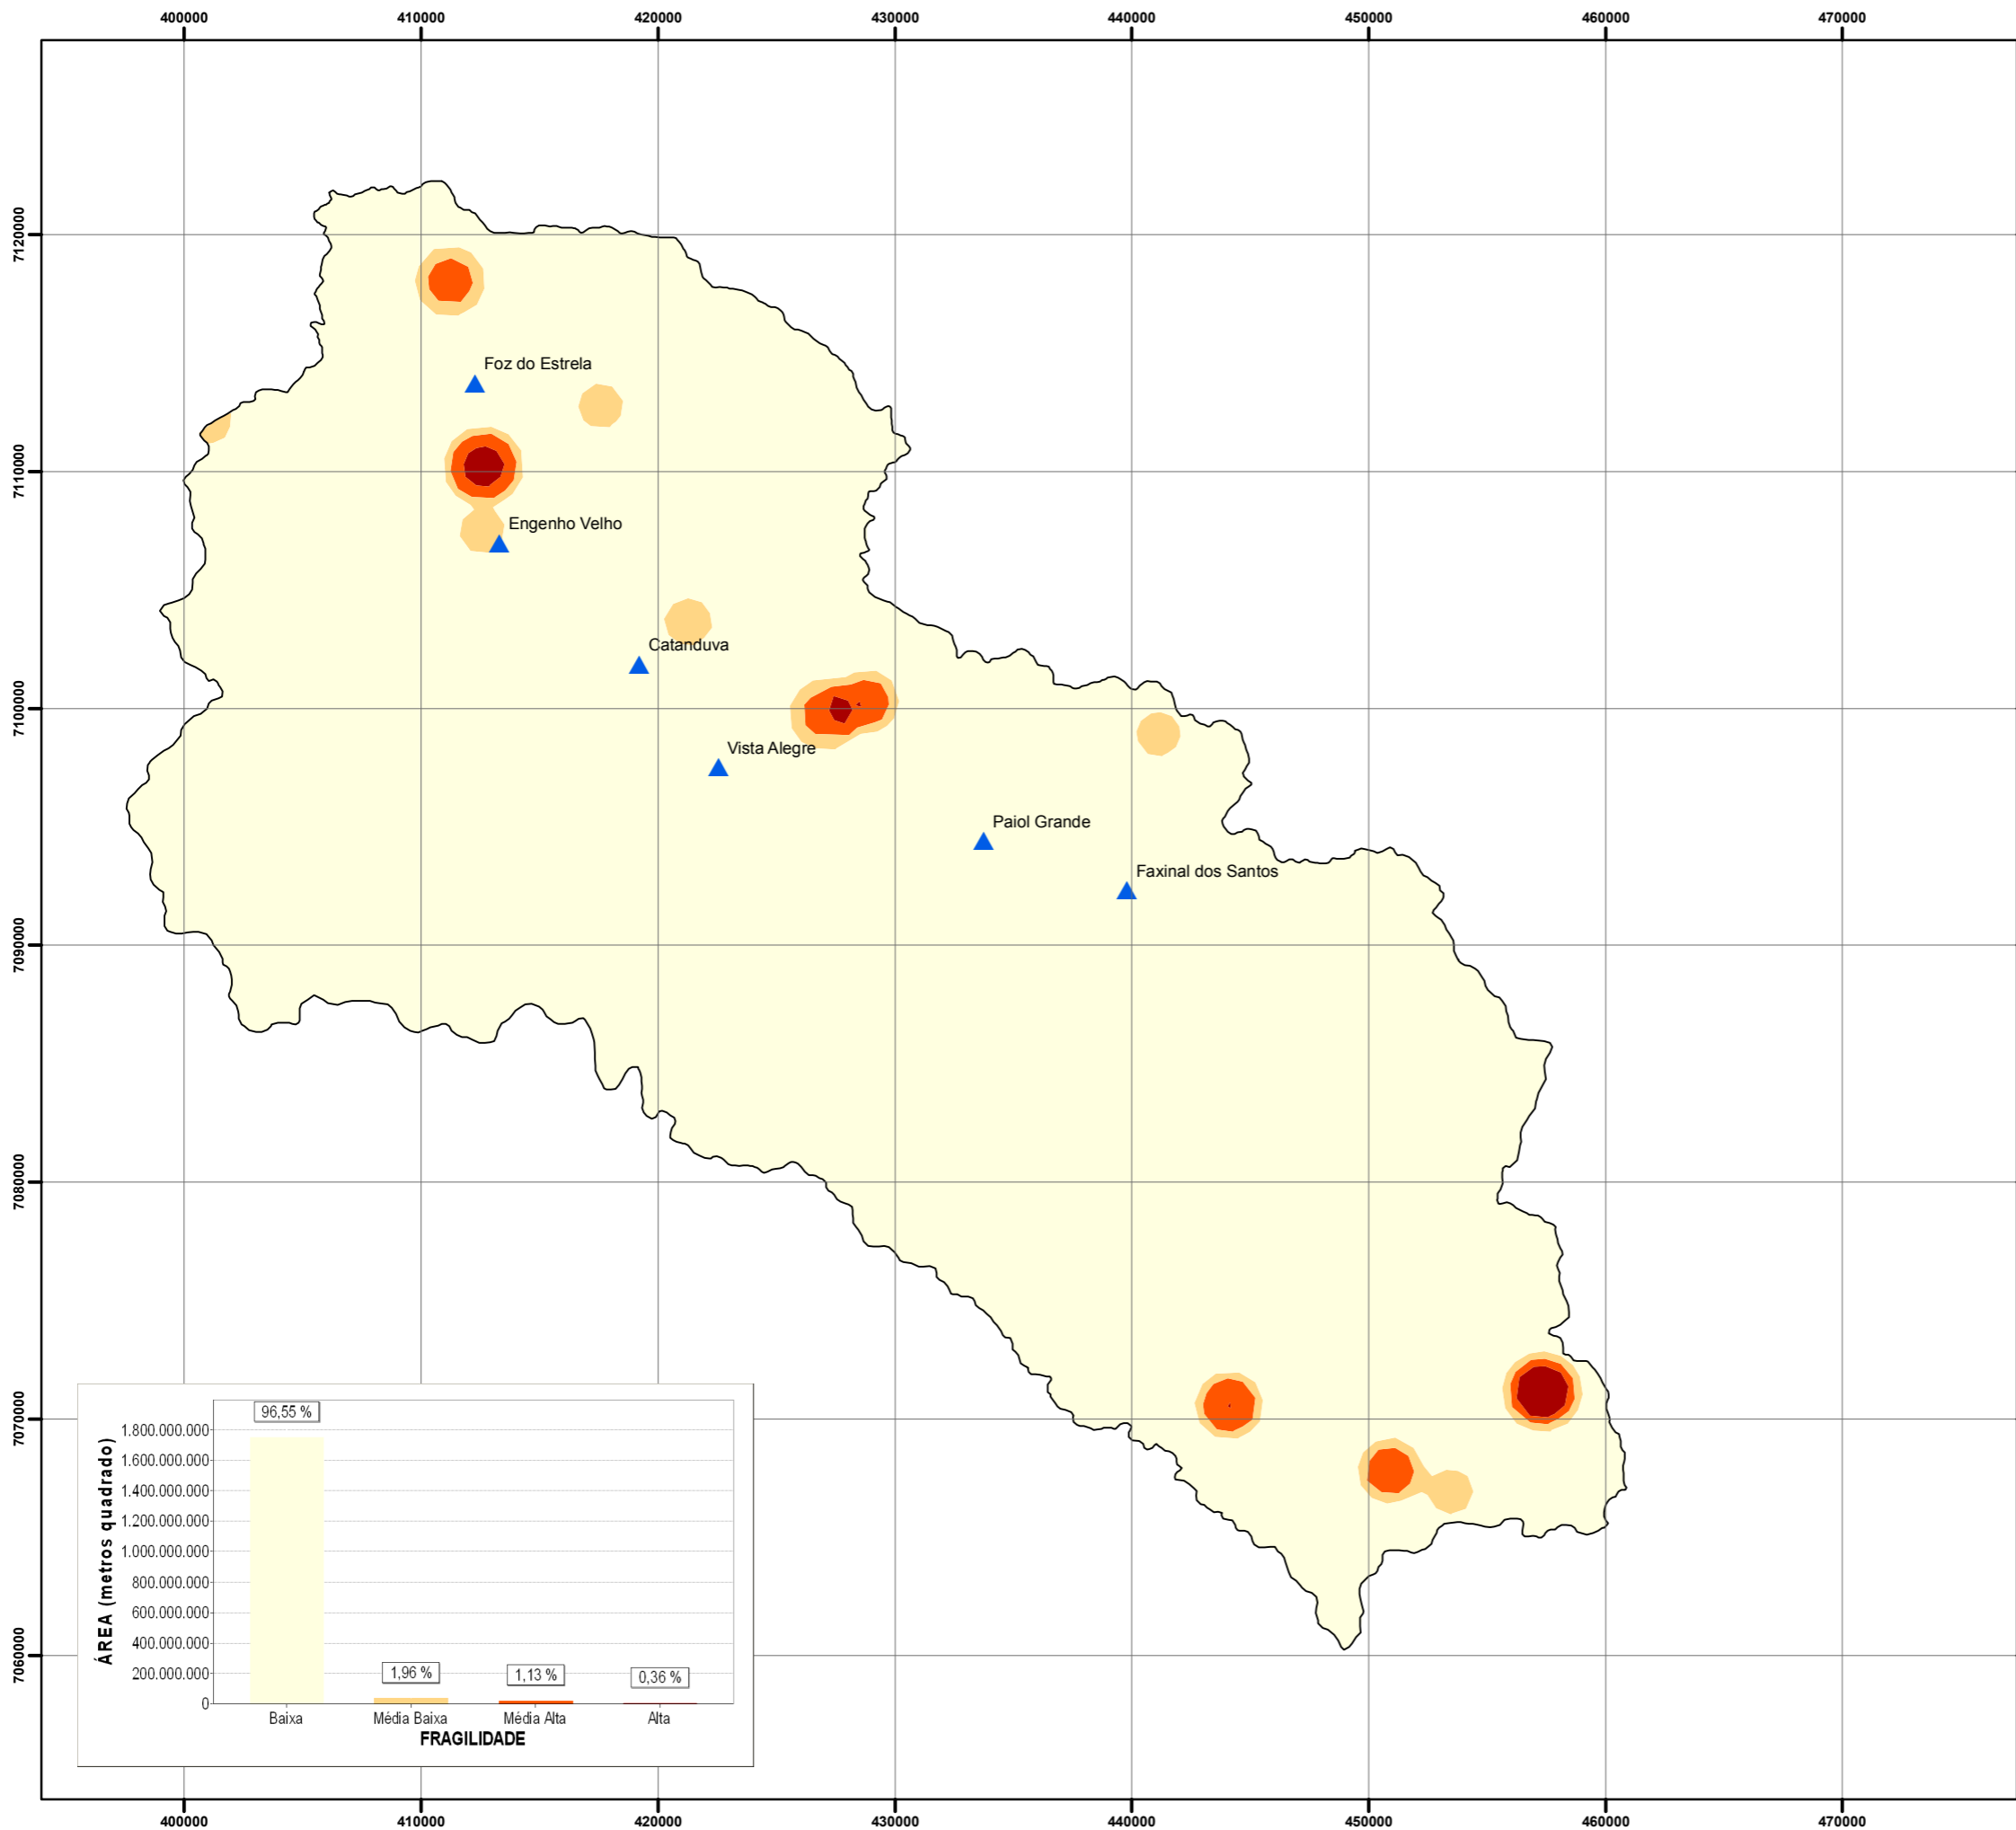 400000 410000 420000 430000 440000 450000 460000 470000
7120000
7110000
7100000
7090000
7080000
7070000
7060000
Foz do Estrela
Engenho Velho
Catanduva
Vista Alegre
Paiol Grande
Faxinal dos Santos
ÁREA (metros quadrado)
96,55 %
1.800.000.000
1.600.000.000
1.400.000.000
1.200.000.000
1.000.000.000
800.000.000
600.000.000
400.000.000
200.000.000
0
1,96 %
1,13 %
0,36 %
Baixa Média Baixa Média Alta Alta
FRAGILIDADE
400000 410000 420000 430000 440000 450000 460000 470000